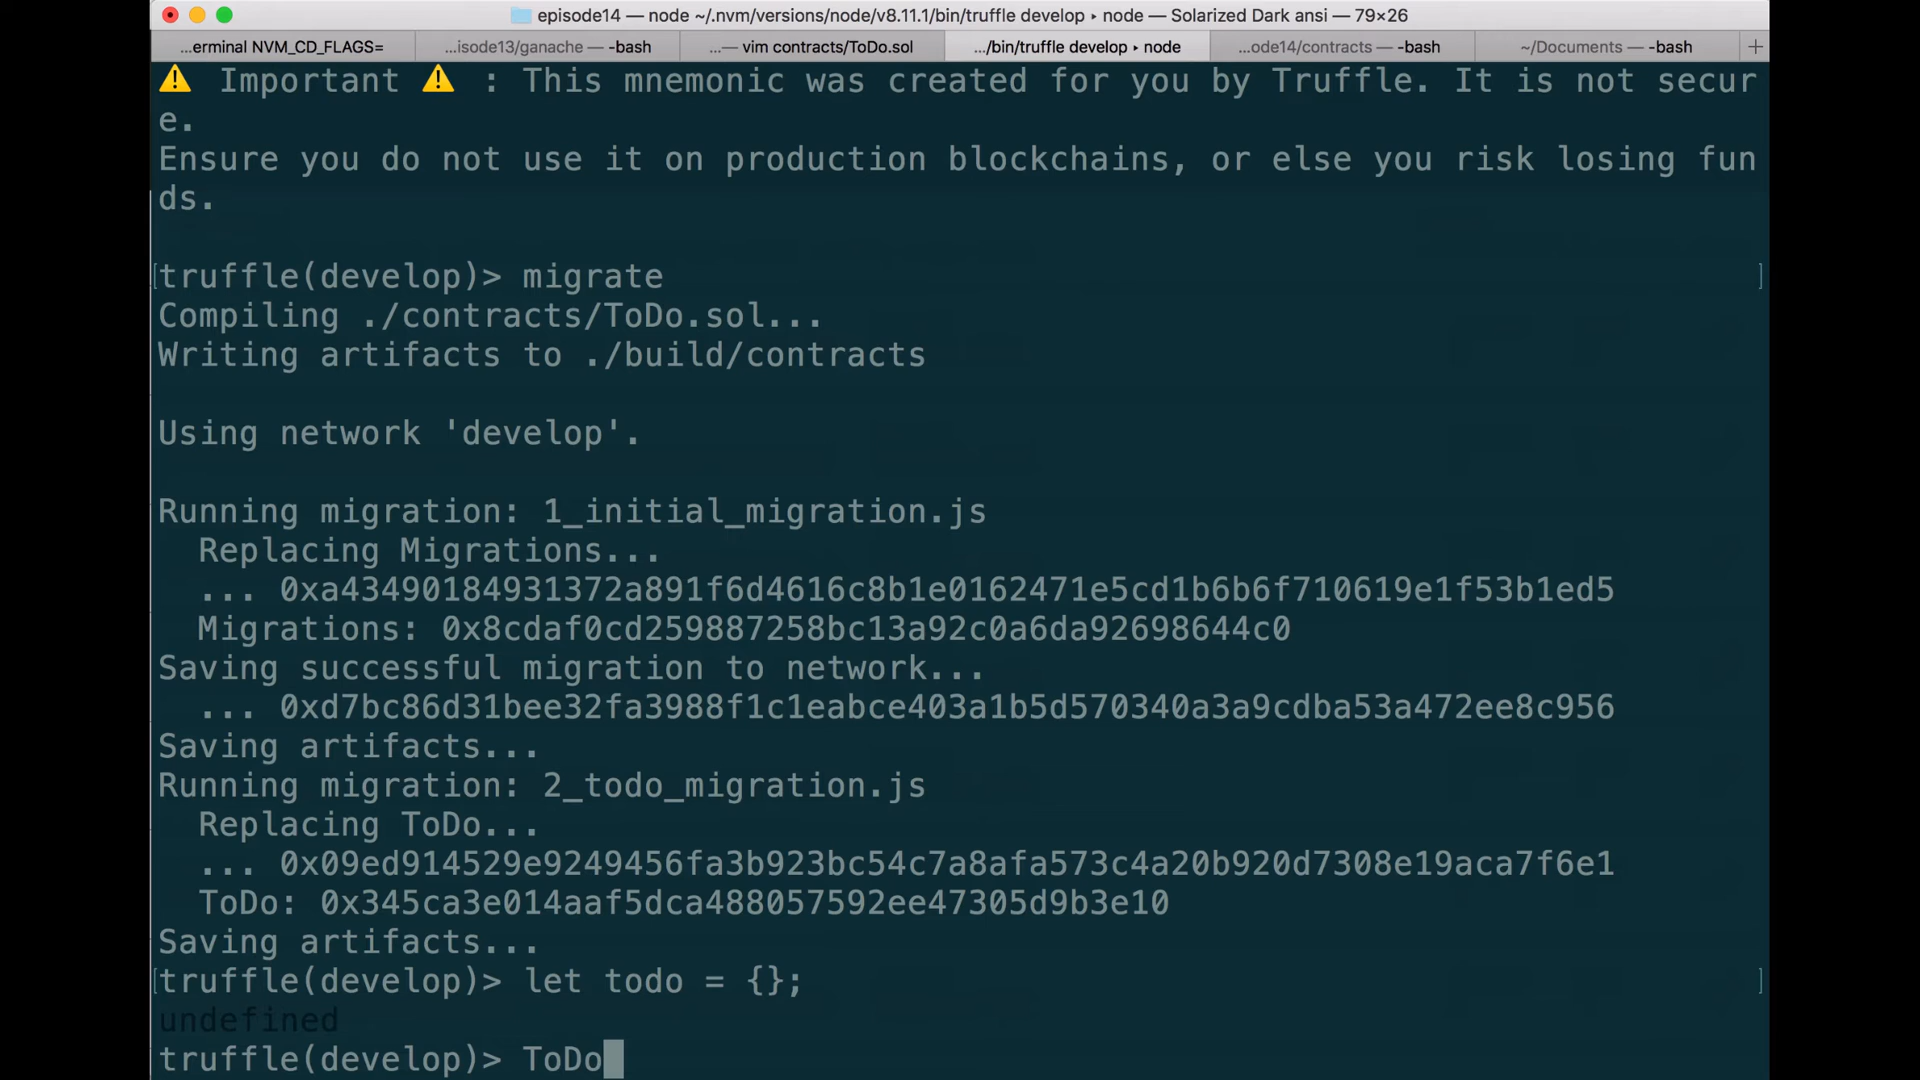 episode14 — node ~/.nvm/versions/node/v8.11.1/bin/truffle develop ▸ node — Solarized Dark ansi — 79×26
...erminal NVM_CD_FLAGS= ...isode13/ganache — -bash ...— vim contracts/ToDo.sol .../bin/truffle develop ▸ node ...ode14/contracts — -bash ~/Documents — -bash +
⚠️ Important ⚠️ : This mnemonic was created for you by Truffle. It is not secur
e.
Ensure you do not use it on production blockchains, or else you risk losing fun
ds.
[truffle(develop)> migrate ]
Compiling ./contracts/ToDo.sol...
Writing artifacts to ./build/contracts
Using network 'develop'.
Running migration: 1_initial_migration.js
Replacing Migrations...
... 0xa43490184931372a891f6d4616c8b1e0162471e5cd1b6b6f710619e1f53b1ed5
Migrations: 0x8cdaf0cd259887258bc13a92c0a6da92698644c0
Saving successful migration to network...
... 0xd7bc86d31bee32fa3988f1c1eabce403a1b5d570340a3a9cdba53a472ee8c956
Saving artifacts...
Running migration: 2_todo_migration.js
Replacing ToDo...
... 0x09ed914529e9249456fa3b923bc54c7a8afa573c4a20b920d7308e19aca7f6e1
ToDo: 0x345ca3e014aaf5dca488057592ee47305d9b3e10
Saving artifacts...
[truffle(develop)> let todo = {}; ]
undefined
truffle(develop)> ToDo